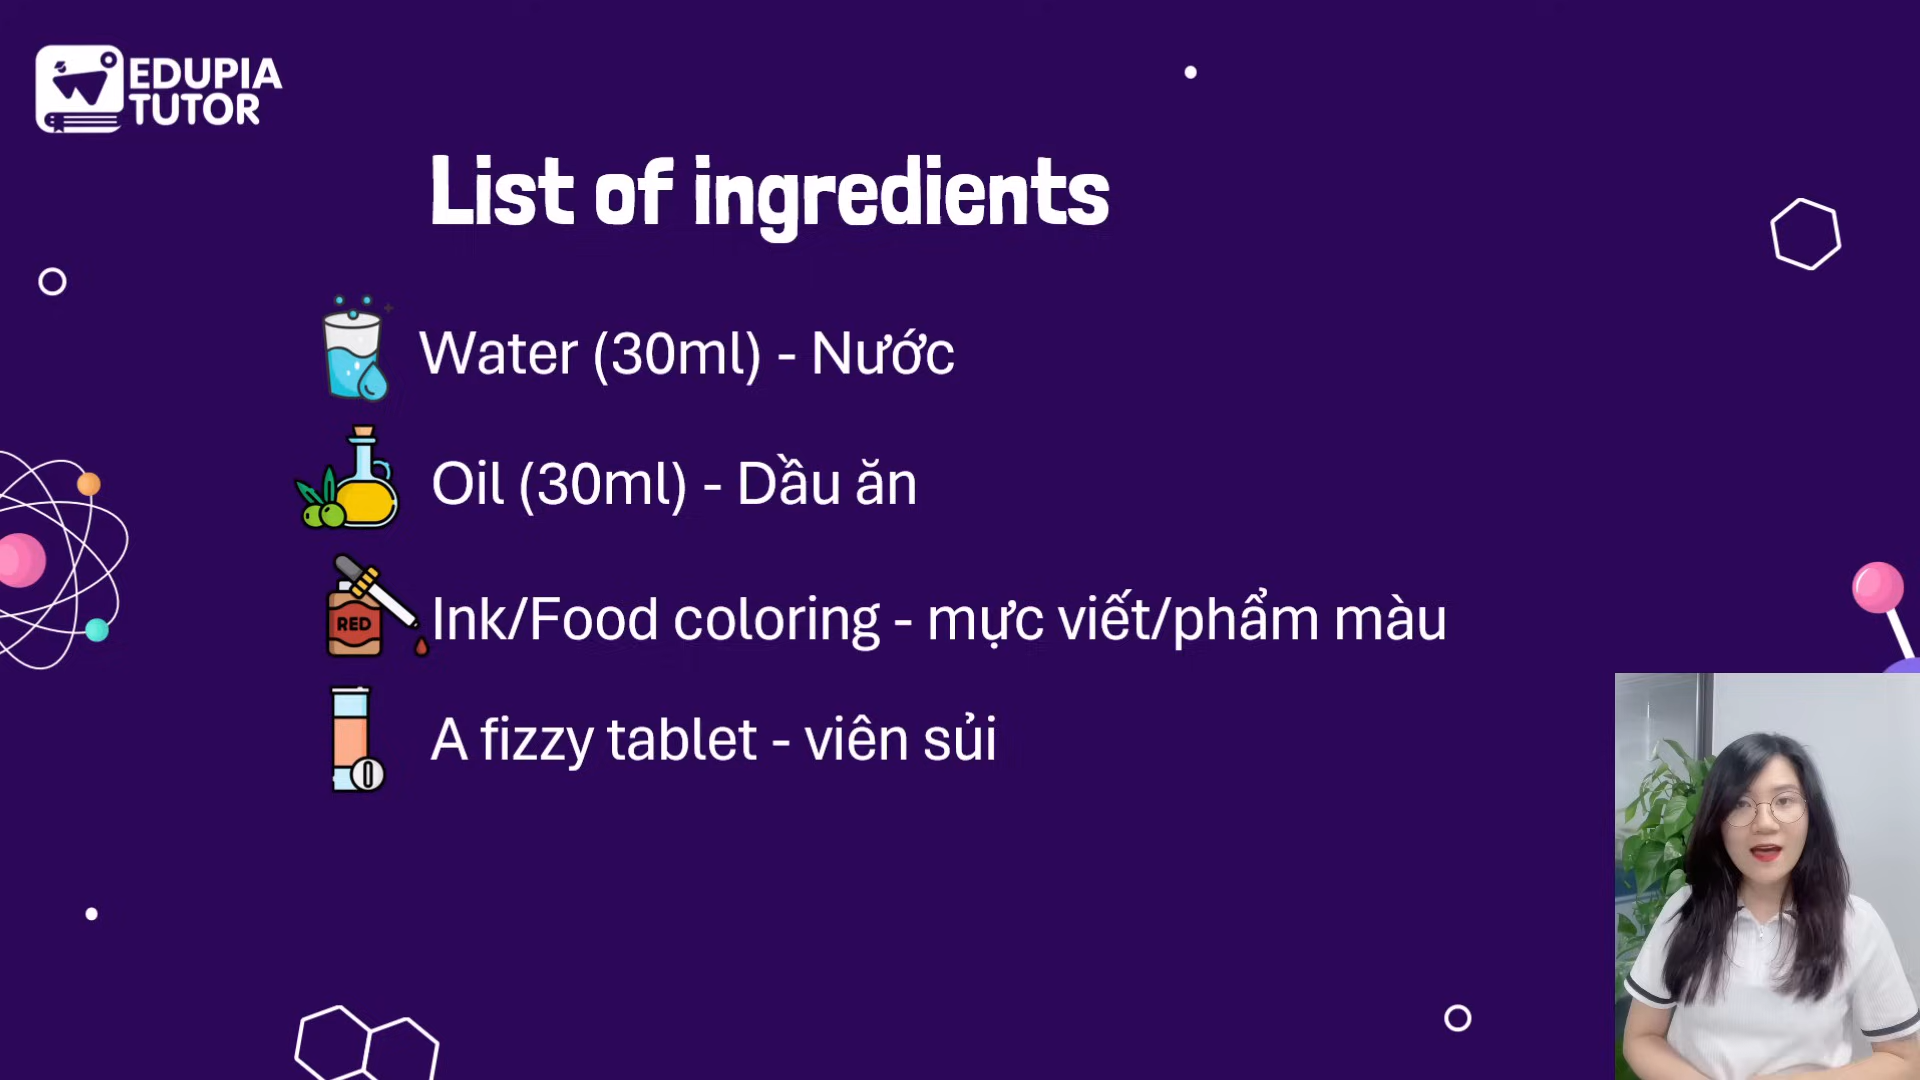 EDUPIA
TUTOR
List of ingredients
Water (30ml) - Nước
Oil (30ml) - Dầu ăn
RED
Ink/Food coloring - mực viết/phẩm màu
A fizzy tablet - viên sủi